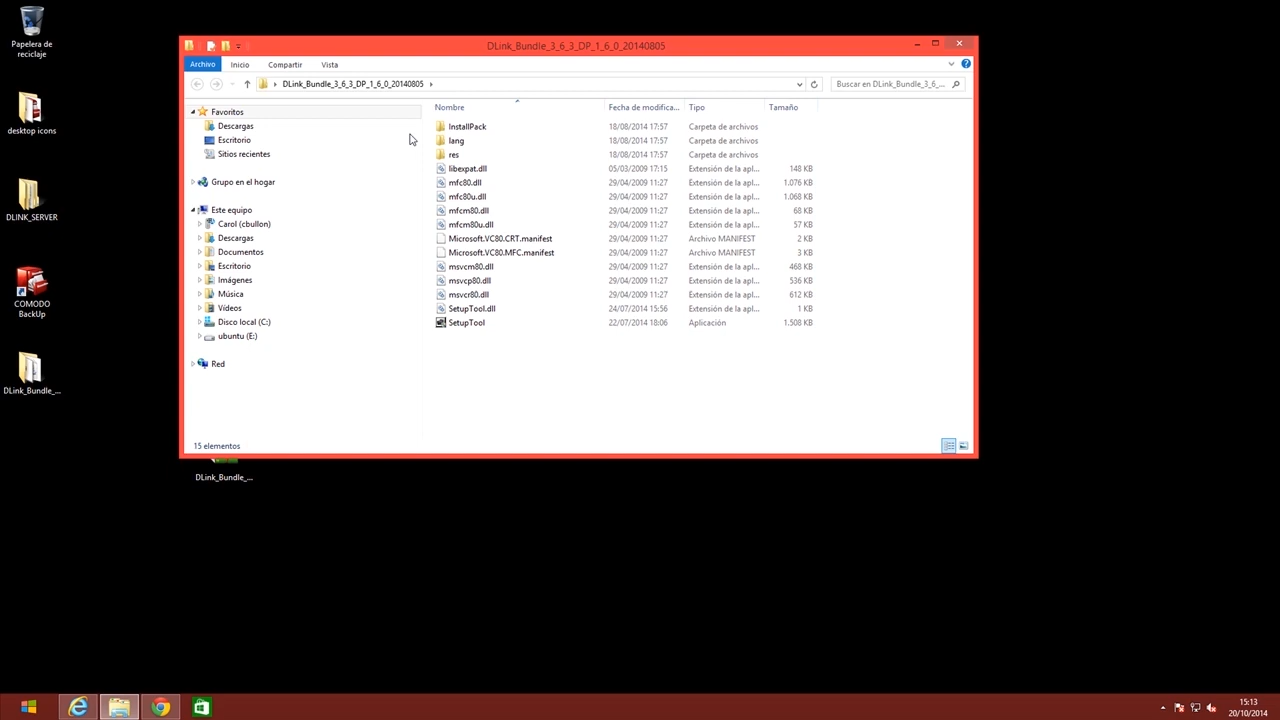 Papelera de
reciclaje
desktop icons
DLINK_SERVER
COMODO
BackUp
DLink_Bundle_...
DLink_Bundle_...
DLink_Bundle_3_6_3_DP_1_6_0_20140805
Archivo Inicio Compartir Vista
DLink_Bundle_3_6_3_DP_1_6_0_20140805
Buscar en DLink_Bundle_3_6_...
Favoritos
Descargas
Escritorio
Sitios recientes
Grupo en el hogar
Este equipo
Carol (cbullon)
Descargas
Documentos
Escritorio
Imágenes
Música
Vídeos
Disco local (C:)
ubuntu (E:)
Red
Nombre Fecha de modifica... Tipo Tamaño
InstallPack 18/08/2014 17:57 Carpeta de archivos
lang 18/08/2014 17:57 Carpeta de archivos
res 18/08/2014 17:57 Carpeta de archivos
libexpat.dll 05/03/2009 17:15 Extensión de la apl... 148 KB
mfc80.dll 29/04/2009 11:27 Extensión de la apl... 1.076 KB
mfc80u.dll 29/04/2009 11:27 Extensión de la apl... 1.068 KB
mfcm80.dll 29/04/2009 11:27 Extensión de la apl... 68 KB
mfcm80u.dll 29/04/2009 11:27 Extensión de la apl... 57 KB
Microsoft.VC80.CRT.manifest 29/04/2009 11:27 Archivo MANIFEST 2 KB
Microsoft.VC80.MFC.manifest 29/04/2009 11:27 Archivo MANIFEST 3 KB
msvcm80.dll 29/04/2009 11:27 Extensión de la apl... 468 KB
msvcp80.dll 29/04/2009 11:27 Extensión de la apl... 536 KB
msvcr80.dll 29/04/2009 11:27 Extensión de la apl... 612 KB
SetupTool.dll 24/07/2014 15:56 Extensión de la apl... 1 KB
SetupTool 22/07/2014 18:06 Aplicación 1.508 KB
15 elementos
15:13
20/10/2014